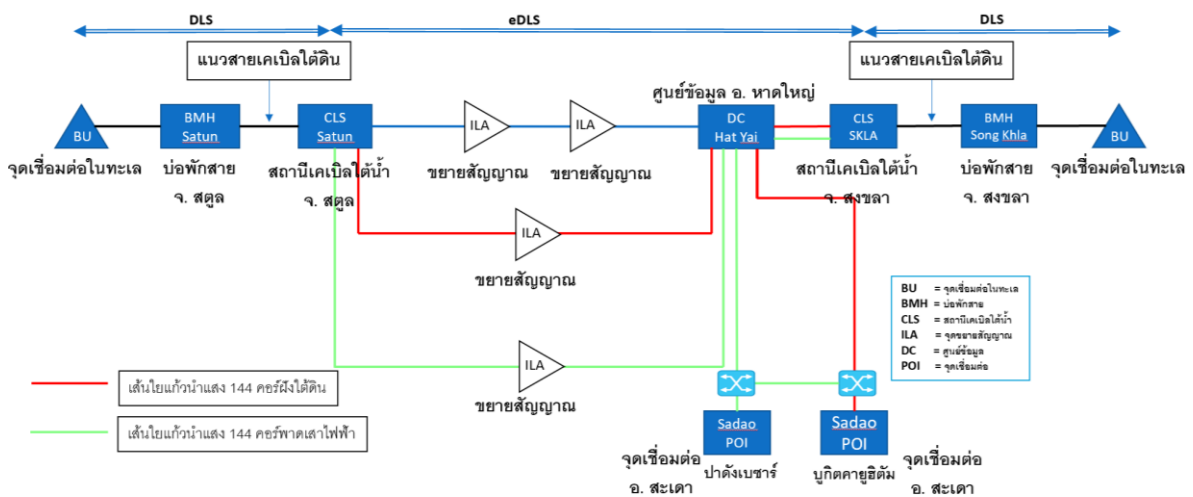 DLS
eDLS
DLS
แนวสายเคเบิลใต้ดิน
แนวสายเคเบิลใต้ดิน
ศูนย์ข้อมูล อ. หาดใหญ่
BU
BMH
Satun
CLS
Satun
ILA
ILA
DC
Hat Yai
CLS
SKLA
BMH
Song Khla
BU
จุดเชื่อมต่อในทะเล
บ่อพักสาย
จ. สตูล
สถานีเคเบิลใต้น้ำ
จ. สตูล
ขยายสัญญาณ
ขยายสัญญาณ
สถานีเคเบิลใต้น้ำ
จ. สงขลา
บ่อพักสาย
จ. สงขลา
จุดเชื่อมต่อในทะเล
ILA
ขยายสัญญาณ
BU = จุดเชื่อมต่อในทะเล
BMH = บ่อพักสาย
CLS = สถานีเคเบิลใต้น้ำ
ILA = จุดขยายสัญญาณ
DC = ศูนย์ข้อมูล
POI = จุดเชื่อมต่อ
ILA
ขยายสัญญาณ
เส้นใยแก้วนำแสง 144 คอร์ฝังใต้ดิน
เส้นใยแก้วนำแสง 144 คอร์พาดเสาไฟฟ้า
Sadao
POI
Sadao
POI
จุดเชื่อมต่อ
อ. สะเดา
ปาดังเบซาร์
บูกิตคายูฮิตัม
จุดเชื่อมต่อ
อ. สะเดา